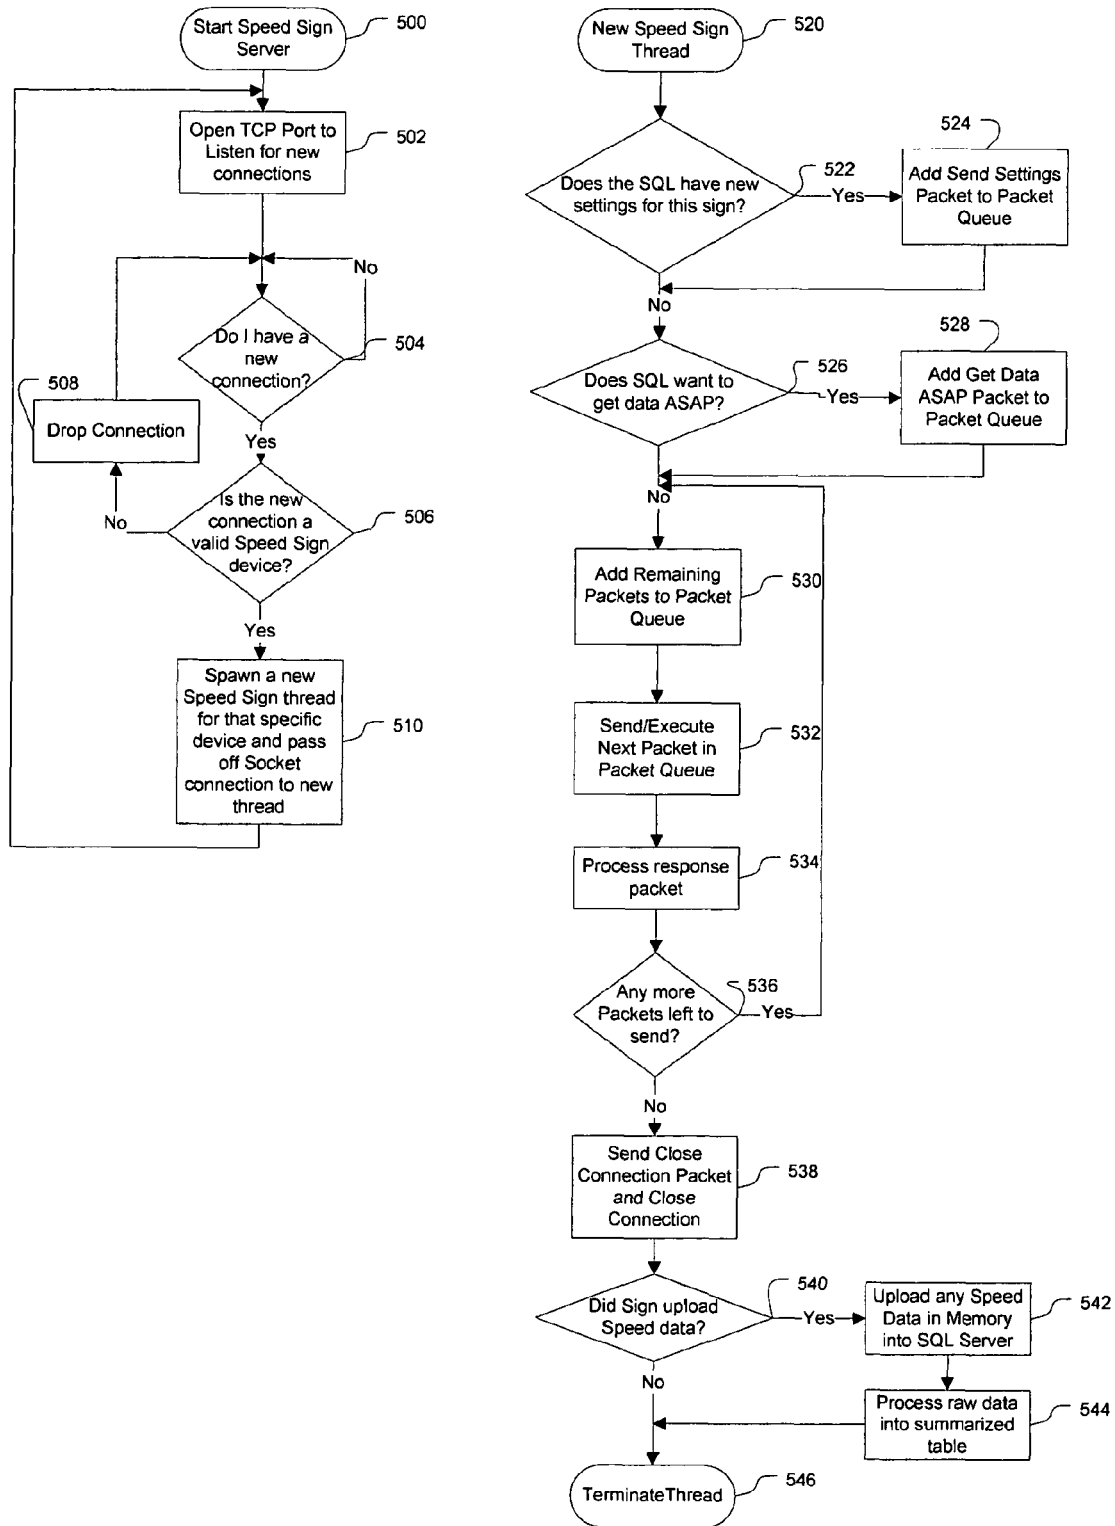 Start Speed Sign
Server
500
Open TCP Port to
Listen for new
connections
502
No
Do I have a
new
connection?
504
508
Drop Connection
Yes
Is the new
connection a
valid Speed Sign
device?
506
No
Yes
Spawn a new
Speed Sign thread
for that specific
device and pass
off Socket
connection to new
thread
510
New Speed Sign
Thread
520
Does the SQL have new
settings for this sign?
522
Yes
524
Add Send Settings
Packet to Packet
Queue
No
Does SQL want to
get data ASAP?
526
Yes
528
Add Get Data
ASAP Packet to
Packet Queue
No
Add Remaining
Packets to Packet
Queue
530
Send/Execute
Next Packet in
Packet Queue
532
Process response
packet
534
Any more
Packets left to
send?
536
Yes
No
Send Close
Connection Packet
and Close
Connection
538
Did Sign upload
Speed data?
540
Yes
Upload any Speed
Data in Memory
into SQL Server
542
No
Process raw data
into summarized
table
544
TerminateThread
546